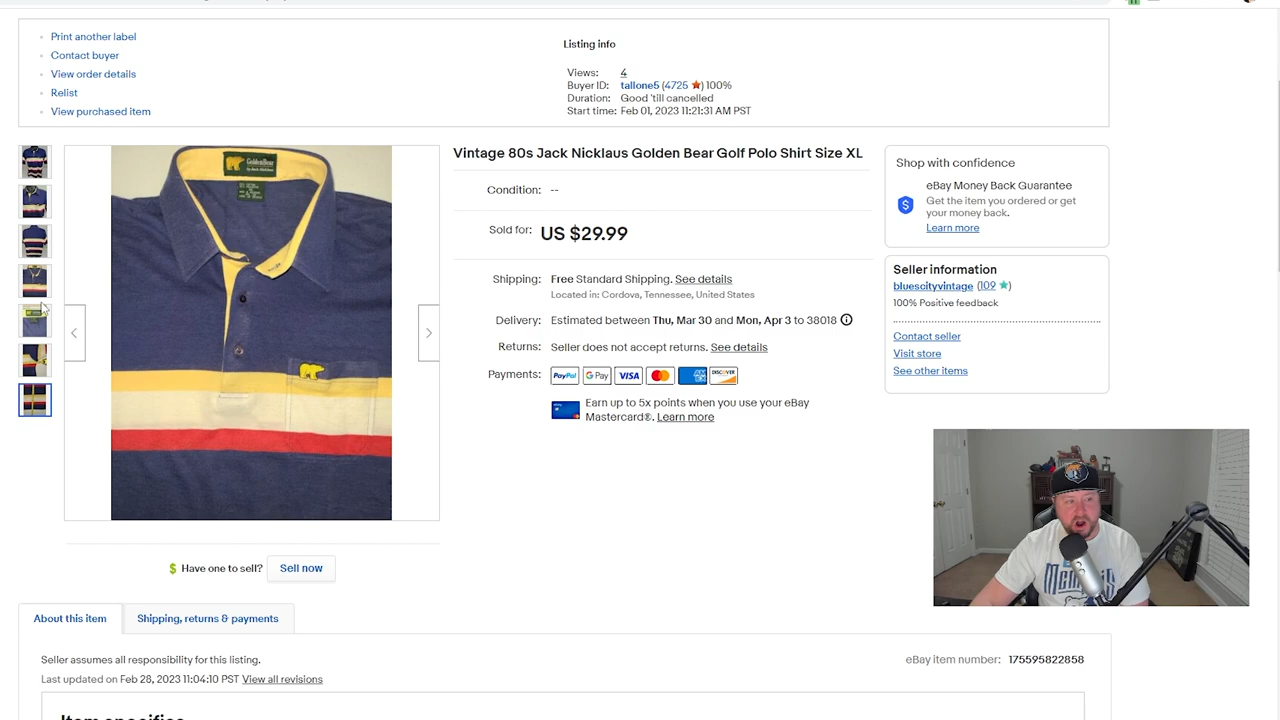 Print another label
Contact buyer
View order details
Relist
View purchased item
Listing info
Views: 4
Buyer ID: tallone5 (4725 ) 100%
Duration: Good 'till cancelled
Start time: Feb 01, 2023 11:21:31 AM PST
Golden Bear
Vintage 80s Jack Nicklaus Golden Bear Golf Polo Shirt Size XL
Condition: --
Sold for: US $29.99
Shipping: Free Standard Shipping. See details
Located in: Cordova, Tennessee, United States
Delivery: Estimated between Thu, Mar 30 and Mon, Apr 3 to 38018
Returns: Seller does not accept returns. See details
Payments: PayPal G Pay VISA DISCOVER
Earn up to 5x points when you use your eBay
Mastercard®. Learn more
Shop with confidence
eBay Money Back Guarantee
Get the item you ordered or get
your money back.
Learn more
Seller information
bluescityvintage (109 )
100% Positive feedback
Contact seller
Visit store
See other items
Have one to sell? Sell now
MEMPHIS
About this item
Shipping, returns & payments
Seller assumes all responsibility for this listing.
Last updated on Feb 28, 2023 11:04:10 PST View all revisions
eBay item number: 175595822858
Item specifics